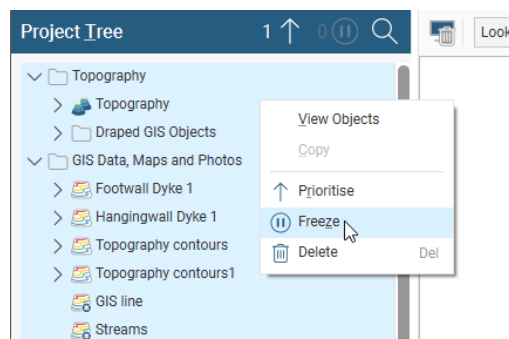 Project Tree 1 0
Look
Topography
Topography
Draped GIS Objects
GIS Data, Maps and Photos
Footwall Dyke 1
Hangingwall Dyke 1
Topography contours
Topography contours1
GIS line
Streams
View Objects
Copy
Prioritise
Freeze
Delete Del